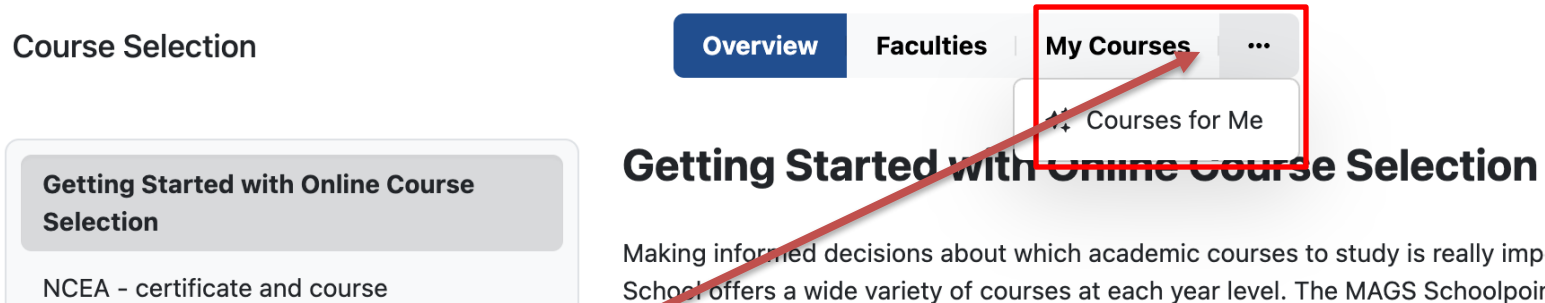 Course Selection
Overview
Faculties
My Courses
...
Courses for Me
Getting Started with Online Course
Selection
NCEA - certificate and course
Getting Started with Online Course Selection
Making informed decisions about which academic courses to study is really imp
School offers a wide variety of courses at each year level. The MAGS Schoolpoin